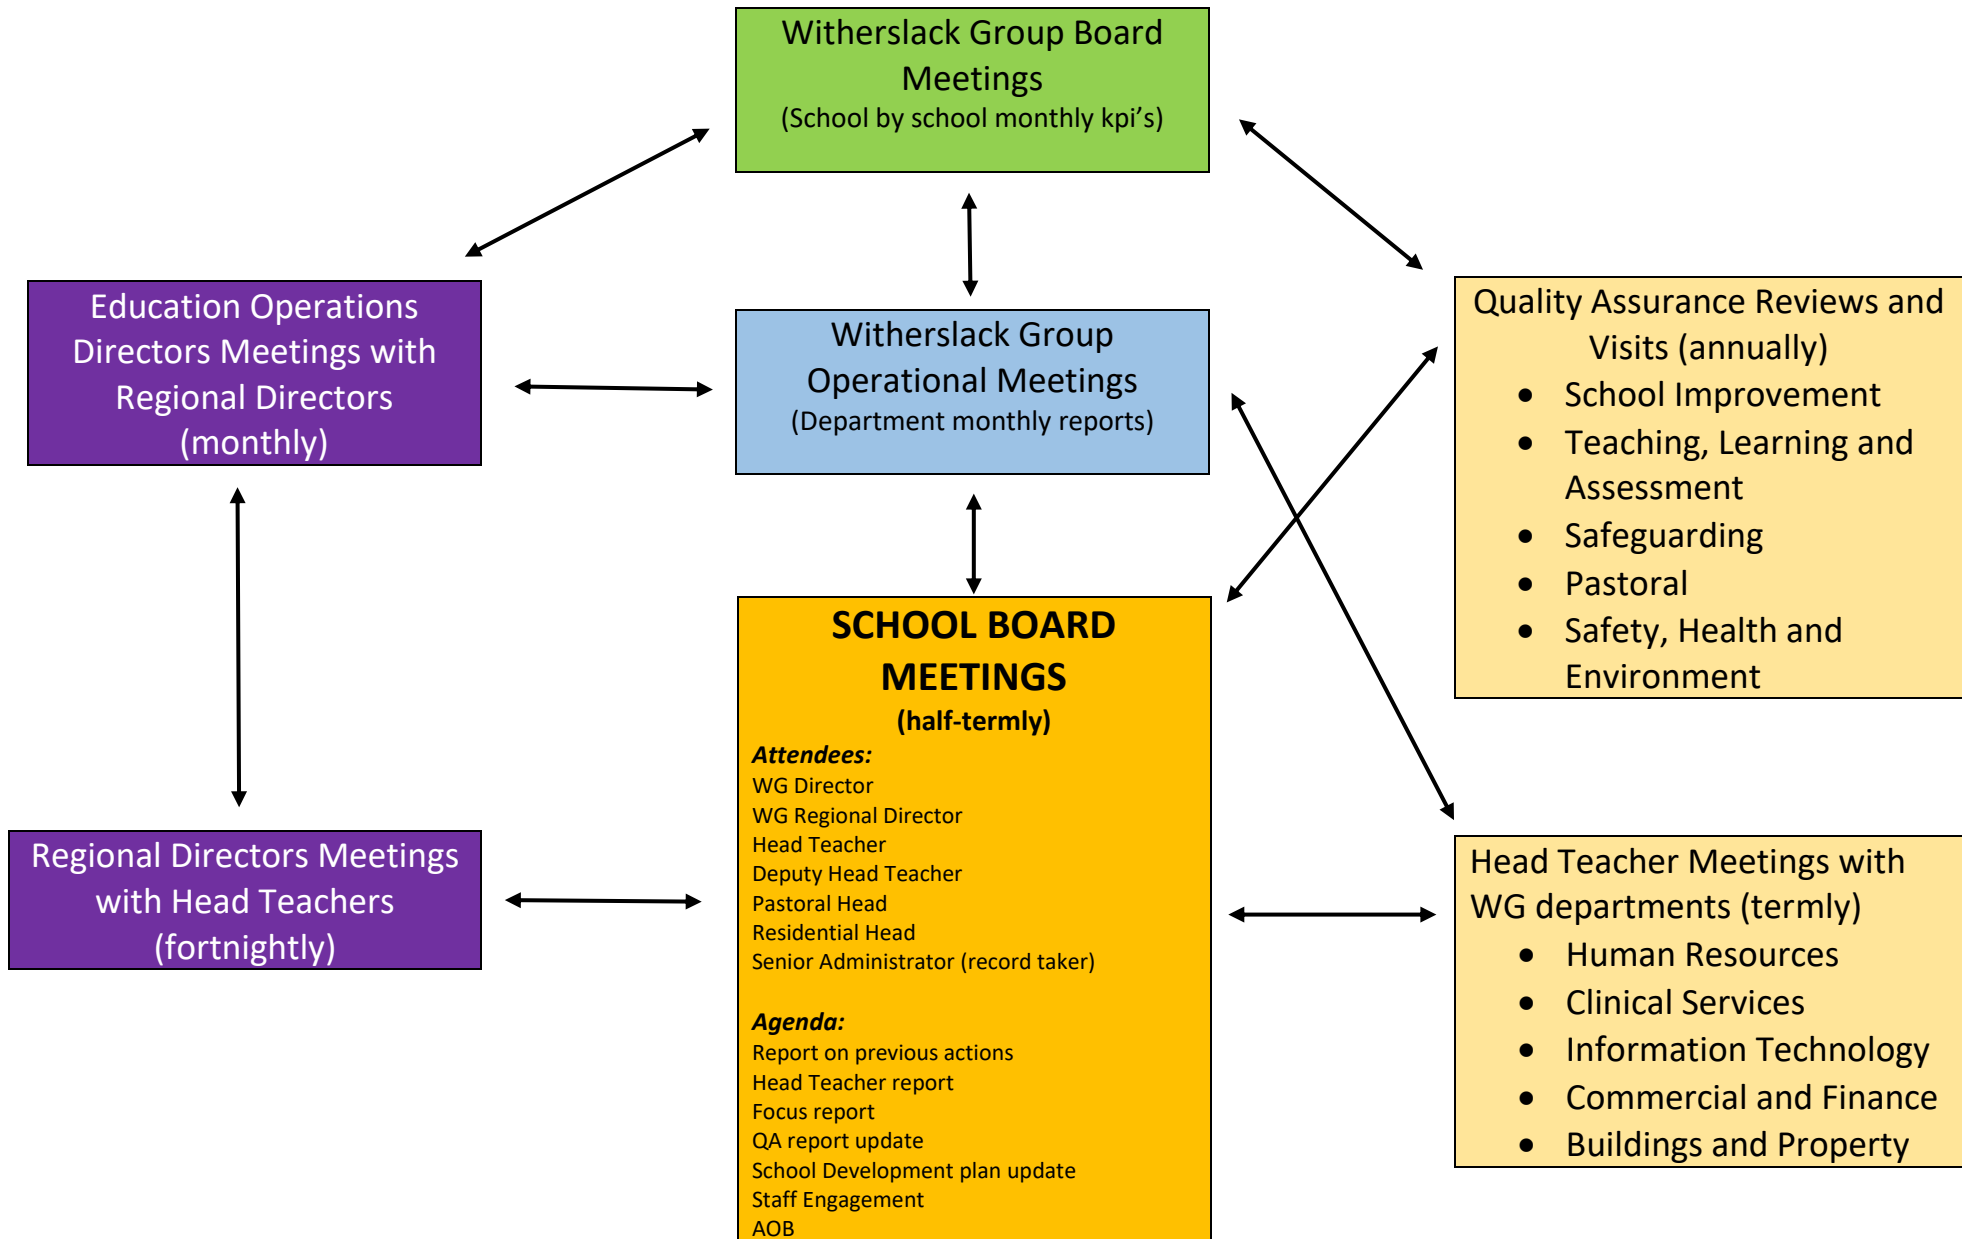 Witherslack Group Board
Meetings
(School by school monthly kpi’s)
Education Operations
Directors Meetings with
Regional Directors
(monthly)
Witherslack Group
Operational Meetings
(Department monthly reports)
Quality Assurance Reviews and
Visits (annually)
• School Improvement
• Teaching, Learning and
Assessment
• Safeguarding
• Pastoral
• Safety, Health and
Environment
SCHOOL BOARD
MEETINGS
(half-termly)
Attendees:
WG Director
WG Regional Director
Head Teacher
Deputy Head Teacher
Pastoral Head
Residential Head
Senior Administrator (record taker)
Agenda:
Report on previous actions
Head Teacher report
Focus report
QA report update
School Development plan update
Staff Engagement
AOB
Regional Directors Meetings
with Head Teachers
(fortnightly)
Head Teacher Meetings with
WG departments (termly)
• Human Resources
• Clinical Services
• Information Technology
• Commercial and Finance
• Buildings and Property